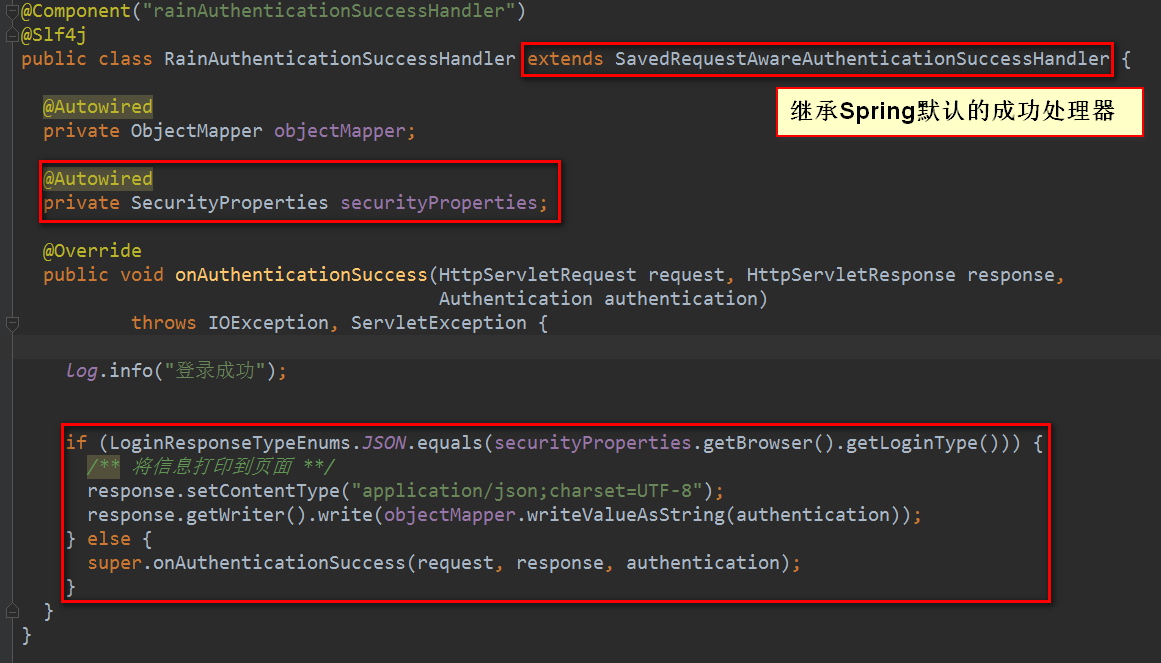 @Component("rainAuthenticationSuccessHandler")
@Slf4j
public class RainAuthenticationSuccessHandler extends SavedRequestAwareAuthenticationSuccessHandler {
@Autowired
private ObjectMapper objectMapper;
继承Spring默认的成功处理器
@Autowired
private SecurityProperties securityProperties;
@Override
public void onAuthenticationSuccess(HttpServletRequest request, HttpServletResponse response,
Authentication authentication)
throws IOException, ServletException {
log.info("登录成功");
if (LoginResponseTypeEnums.JSON.equals(securityProperties.getBrowser().getLoginType())) {
/** 将信息打印到页面 **/
response.setContentType("application/json;charset=UTF-8");
response.getWriter().write(objectMapper.writeValueAsString(authentication));
} else {
super.onAuthenticationSuccess(request, response, authentication);
}
}
}